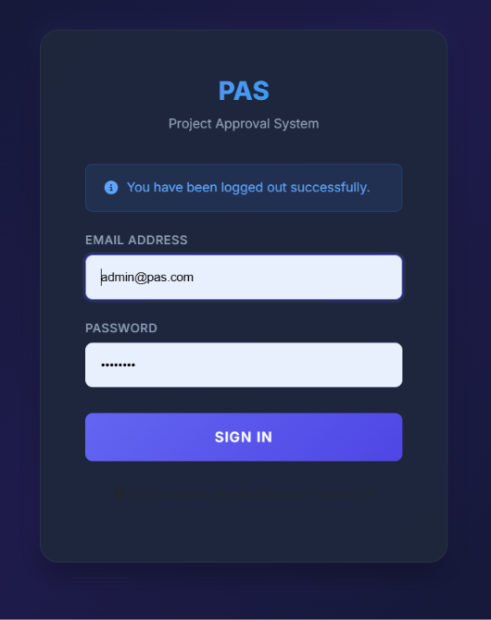 PAS
Project Approval System
You have been logged out successfully.
EMAIL ADDRESS
admin@pas.com
PASSWORD
••••••••
SIGN IN